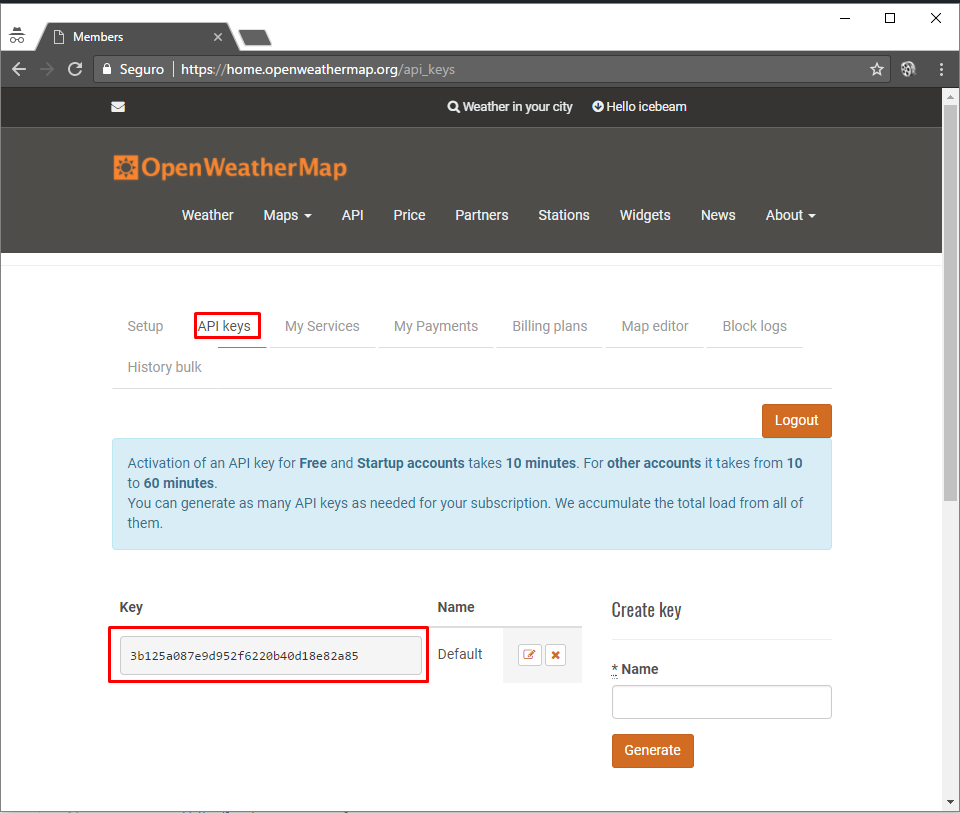 Members
Seguro
https://home.openweathermap.org/api_keys
Weather in your city
Hello icebeam
OpenWeatherMap
Weather Maps API Price Partners Stations Widgets News About
Setup API keys My Services My Payments Billing plans Map editor Block logs
History bulk
Logout
Activation of an API key for Free and Startup accounts takes 10 minutes. For other accounts it takes from 10
to 60 minutes.
You can generate as many API keys as needed for your subscription. We accumulate the total load from all of
them.
Key Name Create key
3b125a087e9d952f6220b40d18e82a85 Default
* Name
Generate